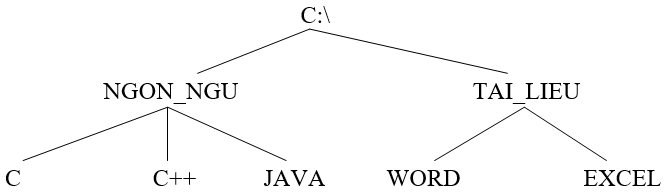 C:\
NGON_NGU TAI_LIEU
C C++ JAVA WORD EXCEL